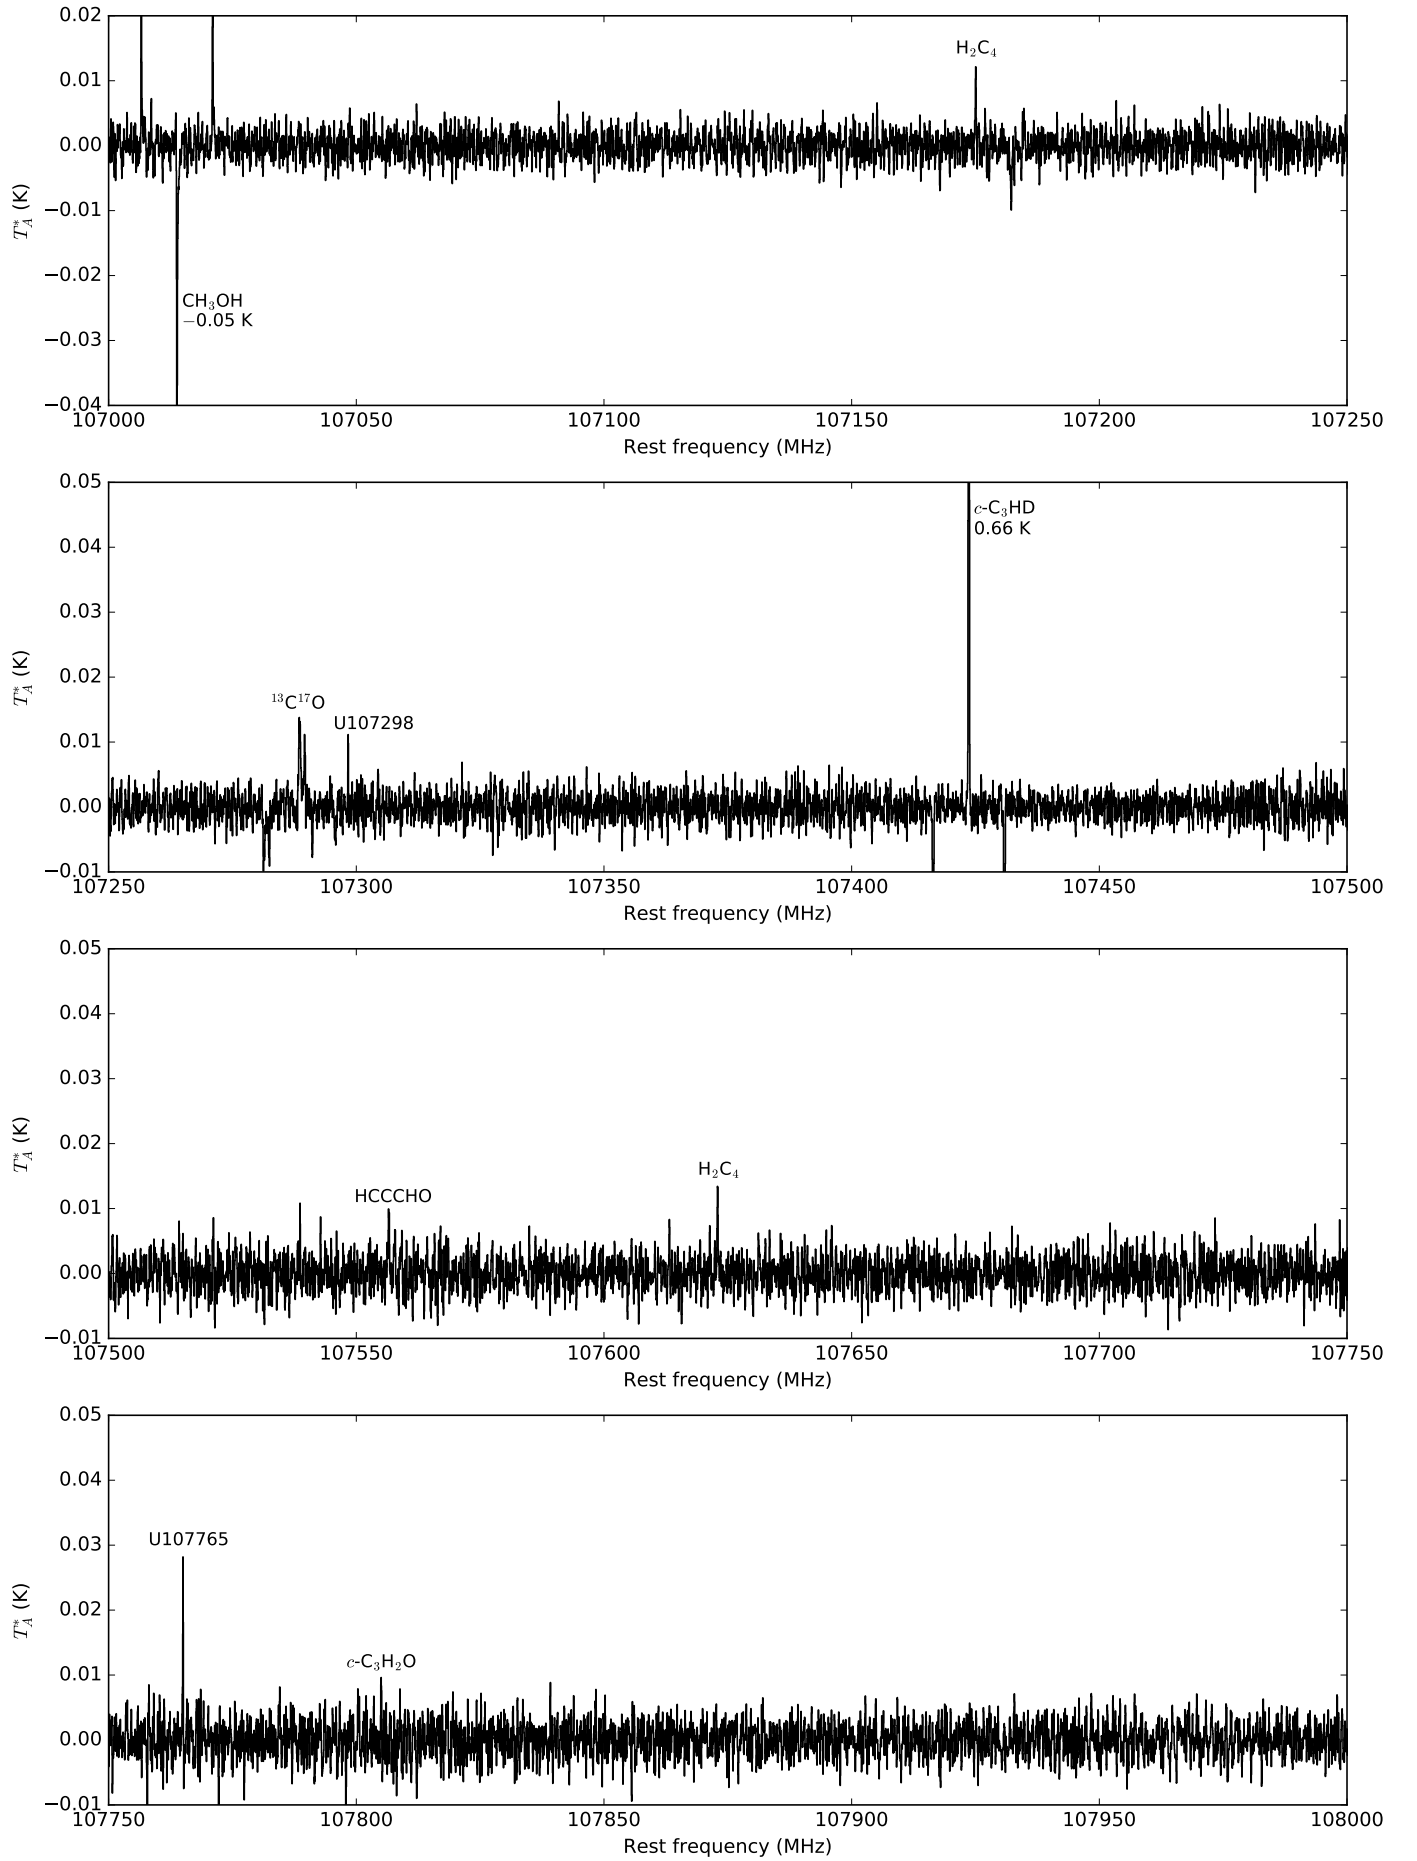 0.02
0.01
0.00
−0.01
−0.02
−0.03
−0.04
T*A (K)
H2C4
CH3OH
−0.05 K
107000 107050 107100 107150 107200 107250
Rest frequency (MHz)
0.05
0.04
0.03
0.02
0.01
0.00
−0.01
T*A (K)
c-C3HD
0.66 K
13C17O
U107298
107250 107300 107350 107400 107450 107500
Rest frequency (MHz)
0.05
0.04
0.03
0.02
0.01
0.00
−0.01
T*A (K)
H2C4
HCCCHO
107500 107550 107600 107650 107700 107750
Rest frequency (MHz)
0.05
0.04
0.03
0.02
0.01
0.00
−0.01
T*A (K)
U107765
c-C3H2O
107750 107800 107850 107900 107950 108000
Rest frequency (MHz)